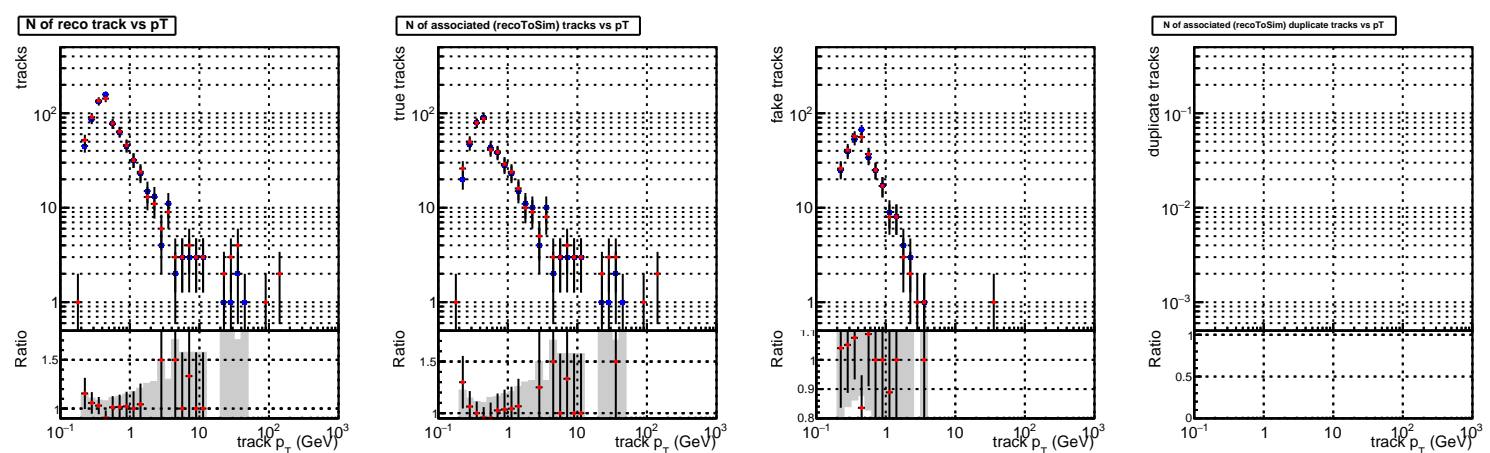 N of reco track vs pT
tracks
10²
10
1
Ratio
1.5
1
10⁻¹ 1 10 10² 10³
track p_T (GeV)
N of associated (recoToSim) tracks vs pT
true tracks
10²
10
1
Ratio
1.5
1
10⁻¹ 1 10 10² 10³
track p_T (GeV)
fake tracks
10²
10
1
Ratio
1.1
1
0.9
0.8
10⁻¹ 1 10 10² 10³
track p_T (GeV)
N of associated (recoToSim) duplicate tracks vs pT
duplicate tracks
10⁻¹
10⁻²
10⁻³
Ratio
1
0.5
0
10⁻¹ 1 10 10² 10³
track p_T (GeV)